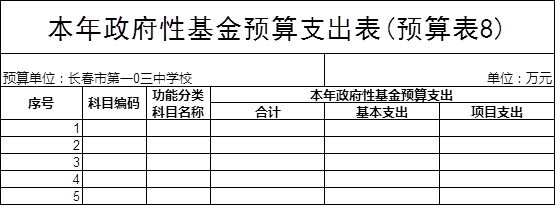 本年政府性基金预算支出表(预算表8)
预算单位：长春市第一0三中学校 单位：万元
序号 科目编码 功能分类科目名称 本年政府性基金预算支出
合计 基本支出 项目支出
1
2
3
4
5